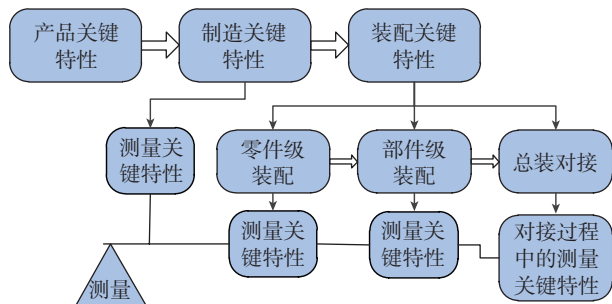 产品关键
特性
制造关键
特性
装配关键
特性
测量关
键特性
零件级
装配
部件级
装配
总装对接
测量关
键特性
测量关
键特性
对接过程
中的测量
关键特性
测量